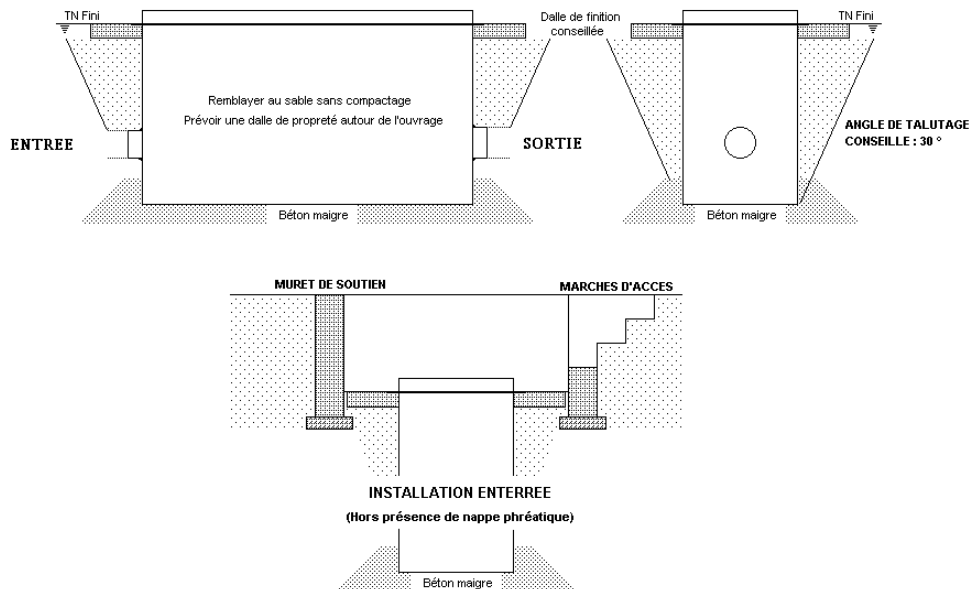 TN Fini
Dalle de finition
conseillée
TN Fini
Remblayer au sable sans compactage
Prévoir une dalle de propreté autour de l'ouvrage
ENTREE
SORTIE
ANGLE DE TALUTAGE
CONSEILLE : 30 °
Béton maigre
Béton maigre
MURET DE SOUTIEN
MARCHES D'ACCES
INSTALLATION ENTERREE
(Hors présence de nappe phréatique)
Béton maigre